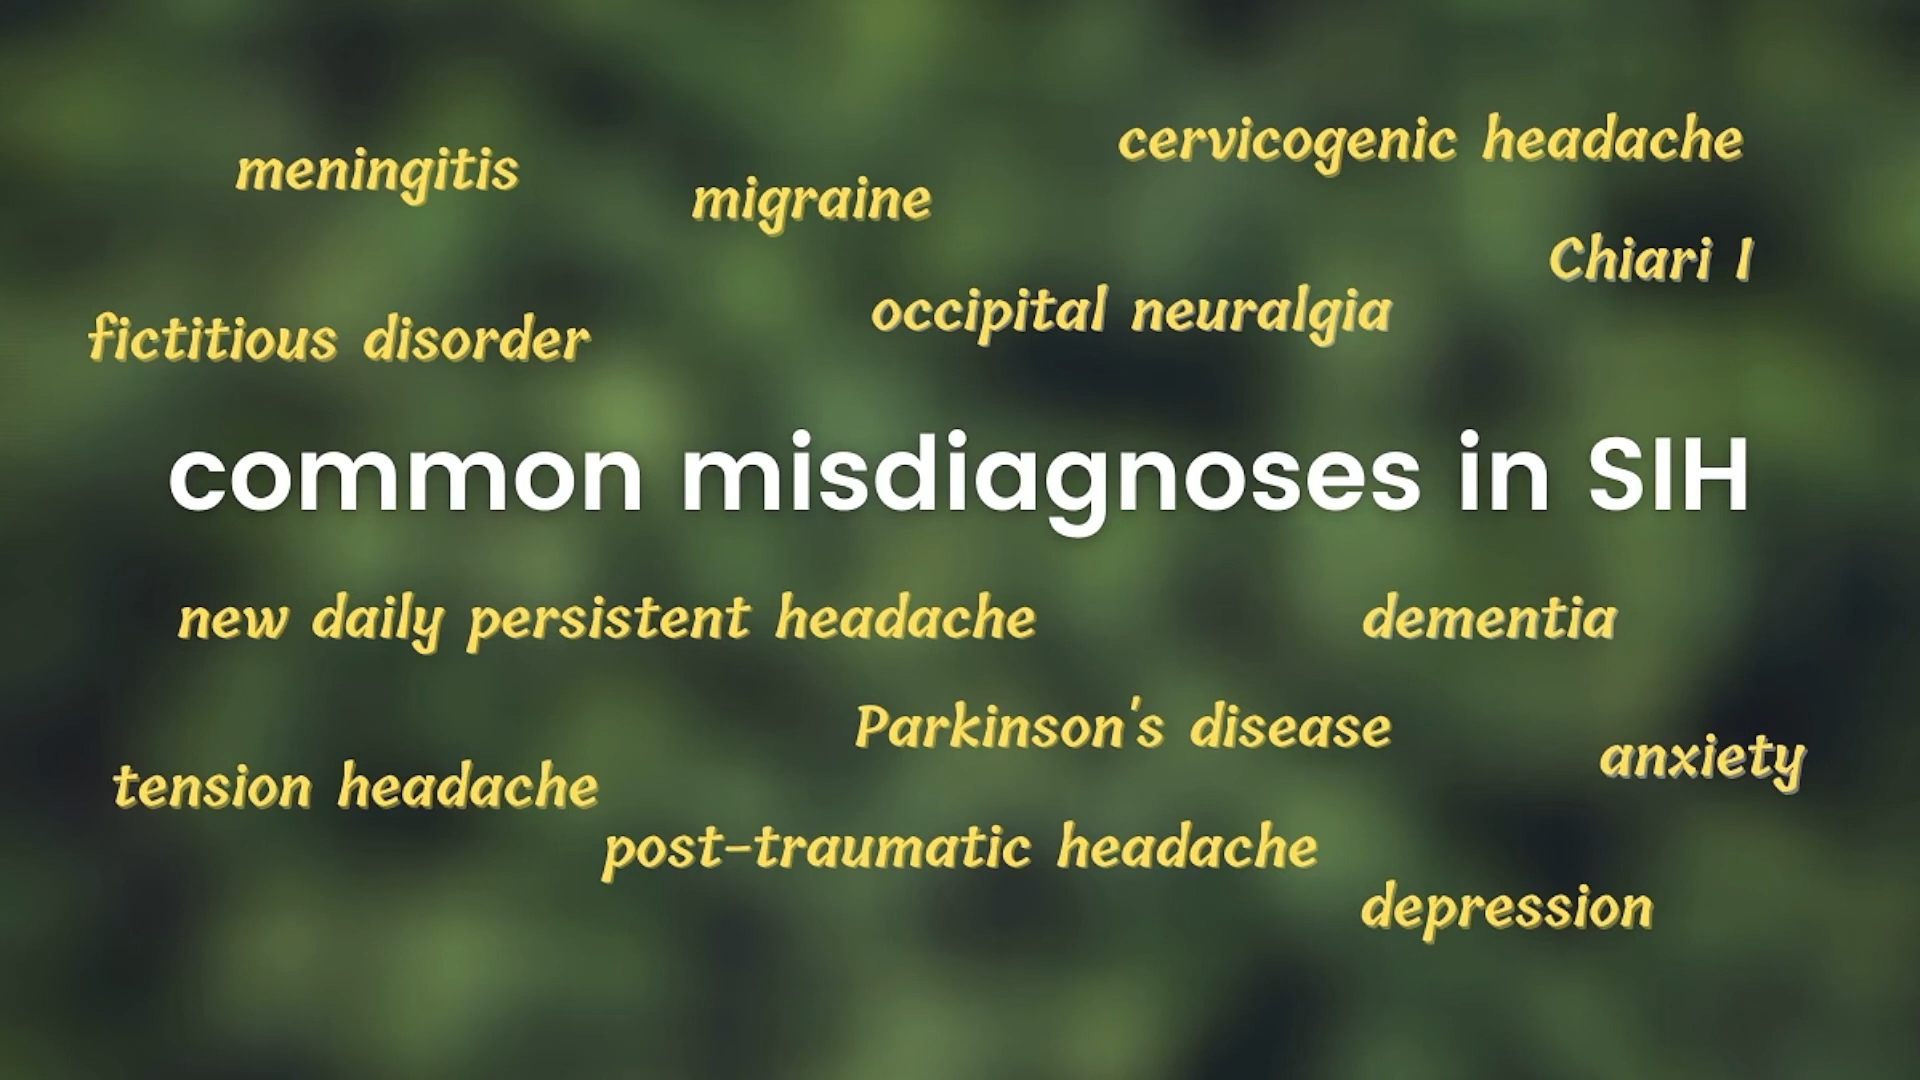 cervicogenic headache
meningitis
migraine
Chiari I
occipital neuralgia
fictitious disorder
common misdiagnoses in SIH
new daily persistent headache
dementia
Parkinson's disease
anxiety
tension headache
post-traumatic headache
depression